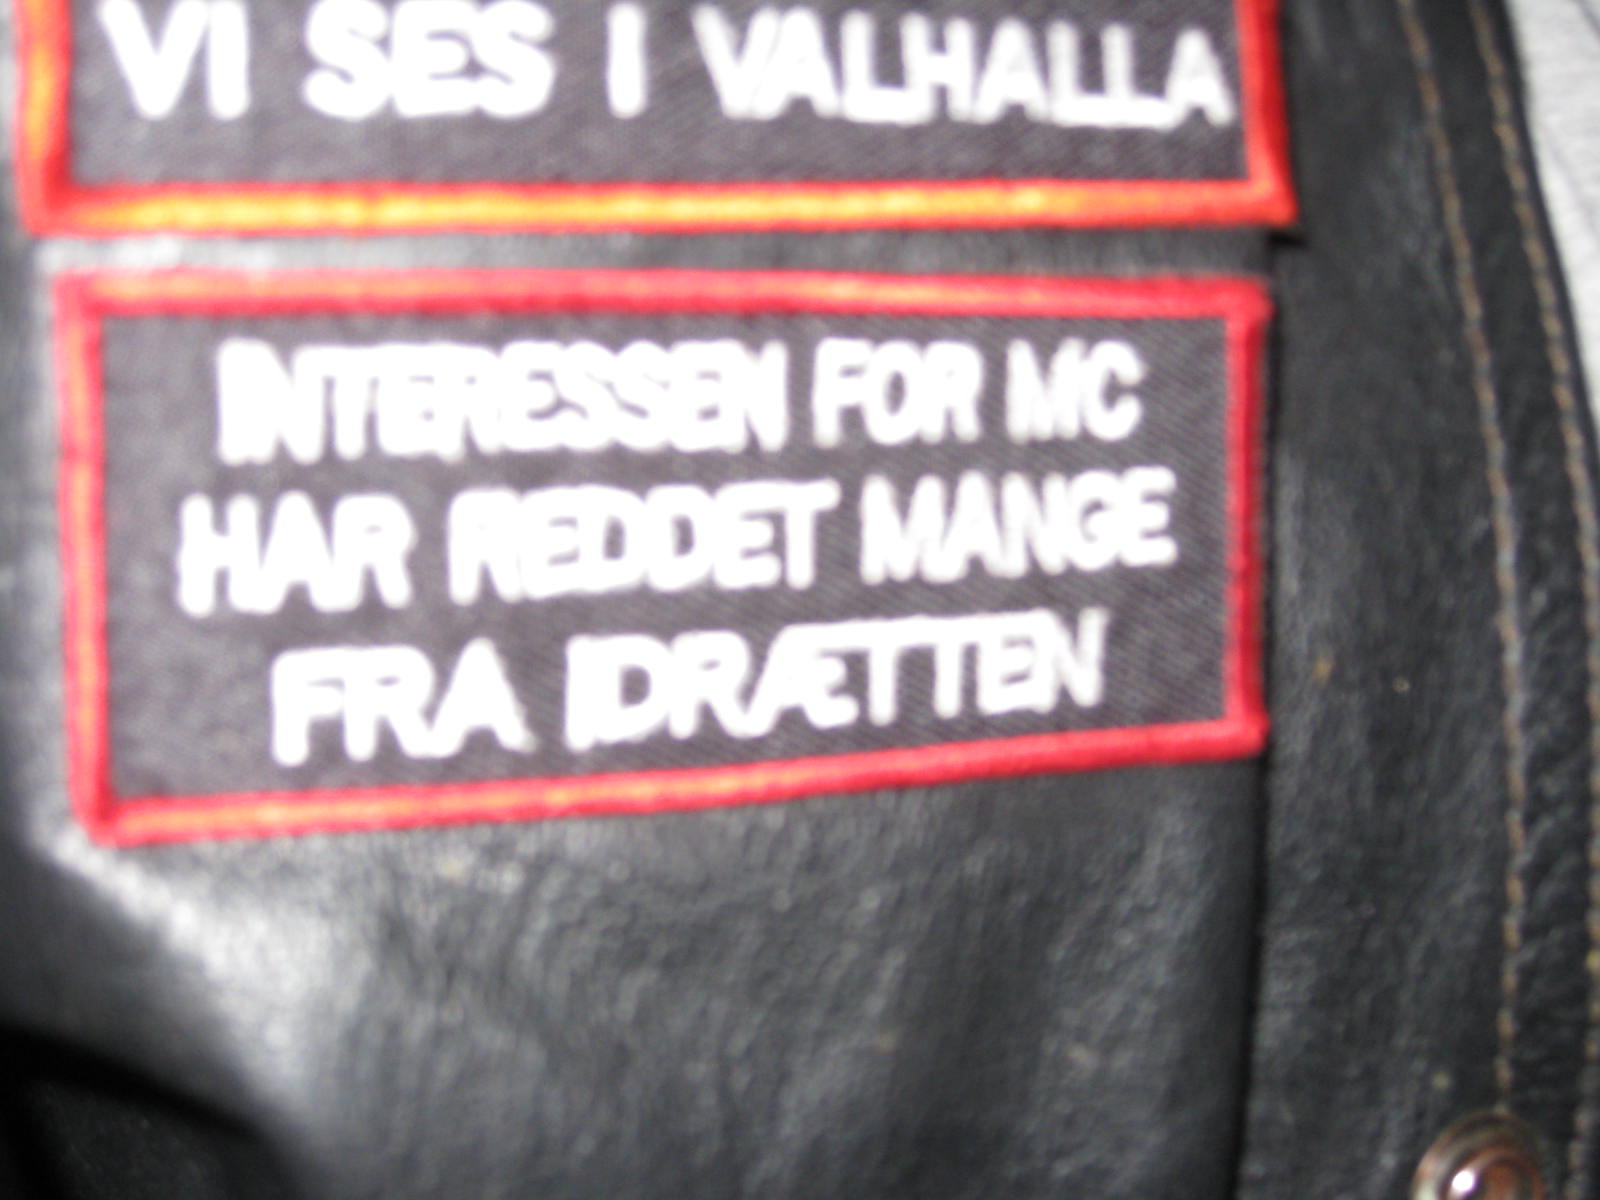 VI SES I VALHALLA
INTERESSEN FOR MC
HAR REDDET MANGE
FRA IDRÆTTEN